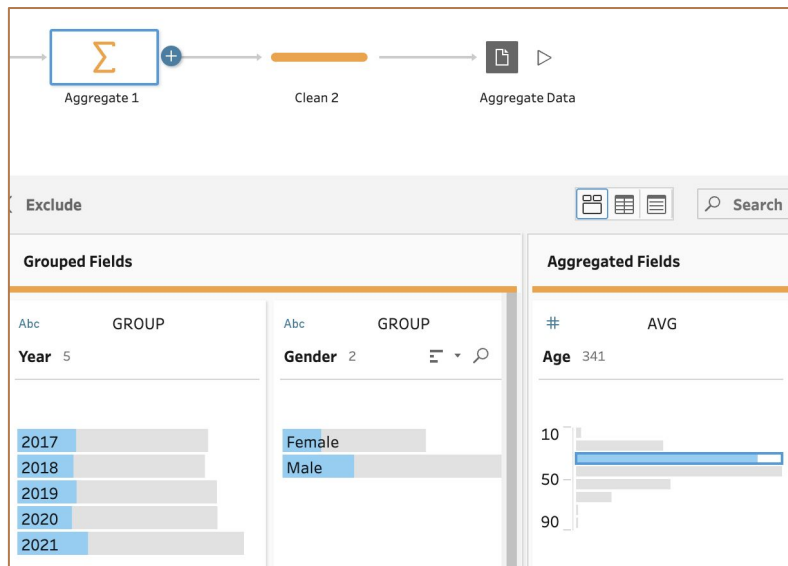 Aggregate 1
Clean 2
Aggregate Data
Exclude
Search
Grouped Fields
Aggregated Fields
Abc GROUP
Abc GROUP
# AVG
Year 5
Gender 2
Age 341
2017
2018
2019
2020
2021
Female
Male
10
50
90